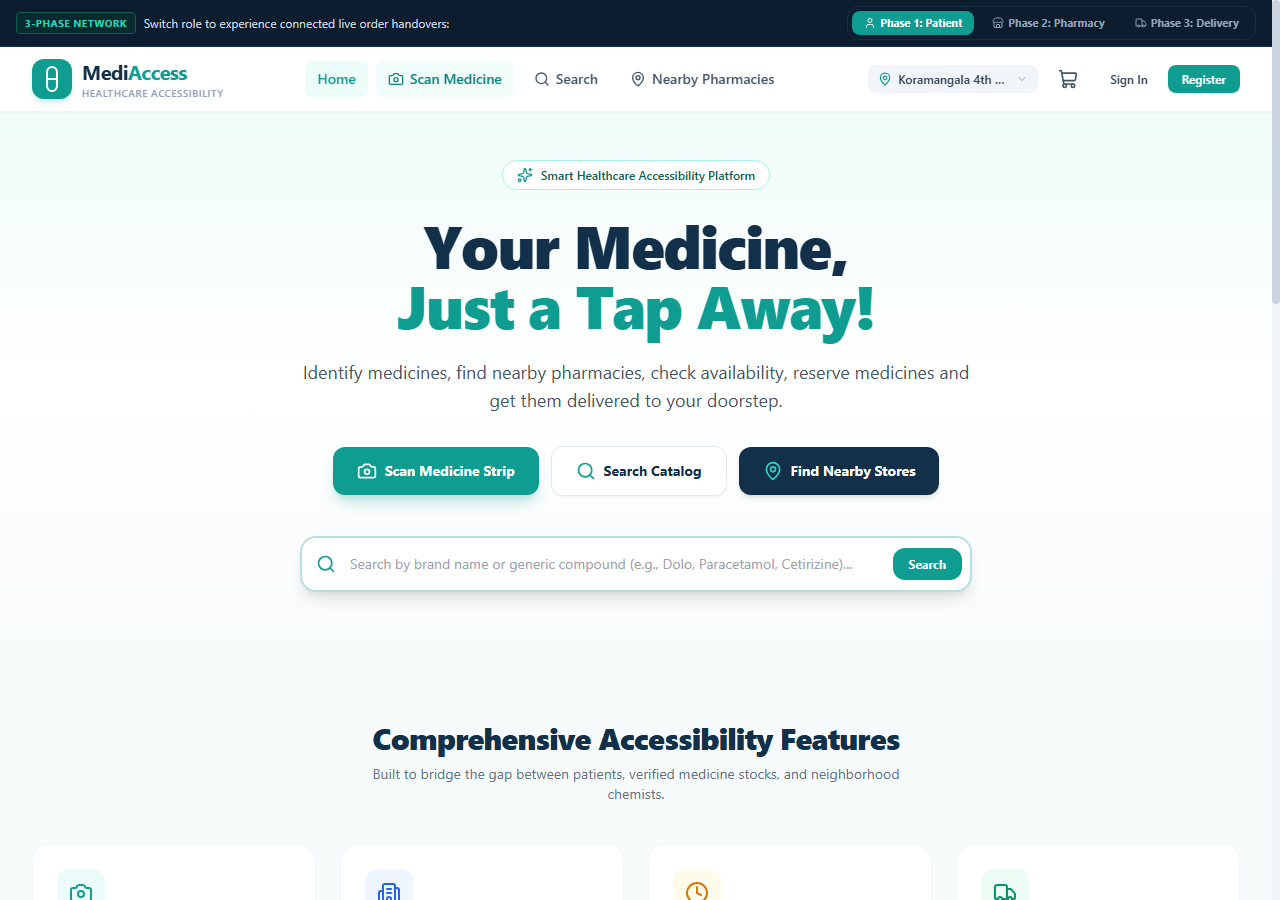 3-PHASE NETWORK Switch role to experience connected live order handovers: Phase 1: Patient Phase 2: Pharmacy Phase 3: Delivery
MediAccess
HEALTHCARE ACCESSIBILITY
Home Scan Medicine Search Nearby Pharmacies Koramangala 4th ... Sign In Register
Smart Healthcare Accessibility Platform
Your Medicine,
Just a Tap Away!
Identify medicines, find nearby pharmacies, check availability, reserve medicines and
get them delivered to your doorstep.
Scan Medicine Strip Search Catalog Find Nearby Stores
Search by brand name or generic compound (e.g., Dolo, Paracetamol, Cetirizine)... Search
Comprehensive Accessibility Features
Built to bridge the gap between patients, verified medicine stocks, and neighborhood
chemists.